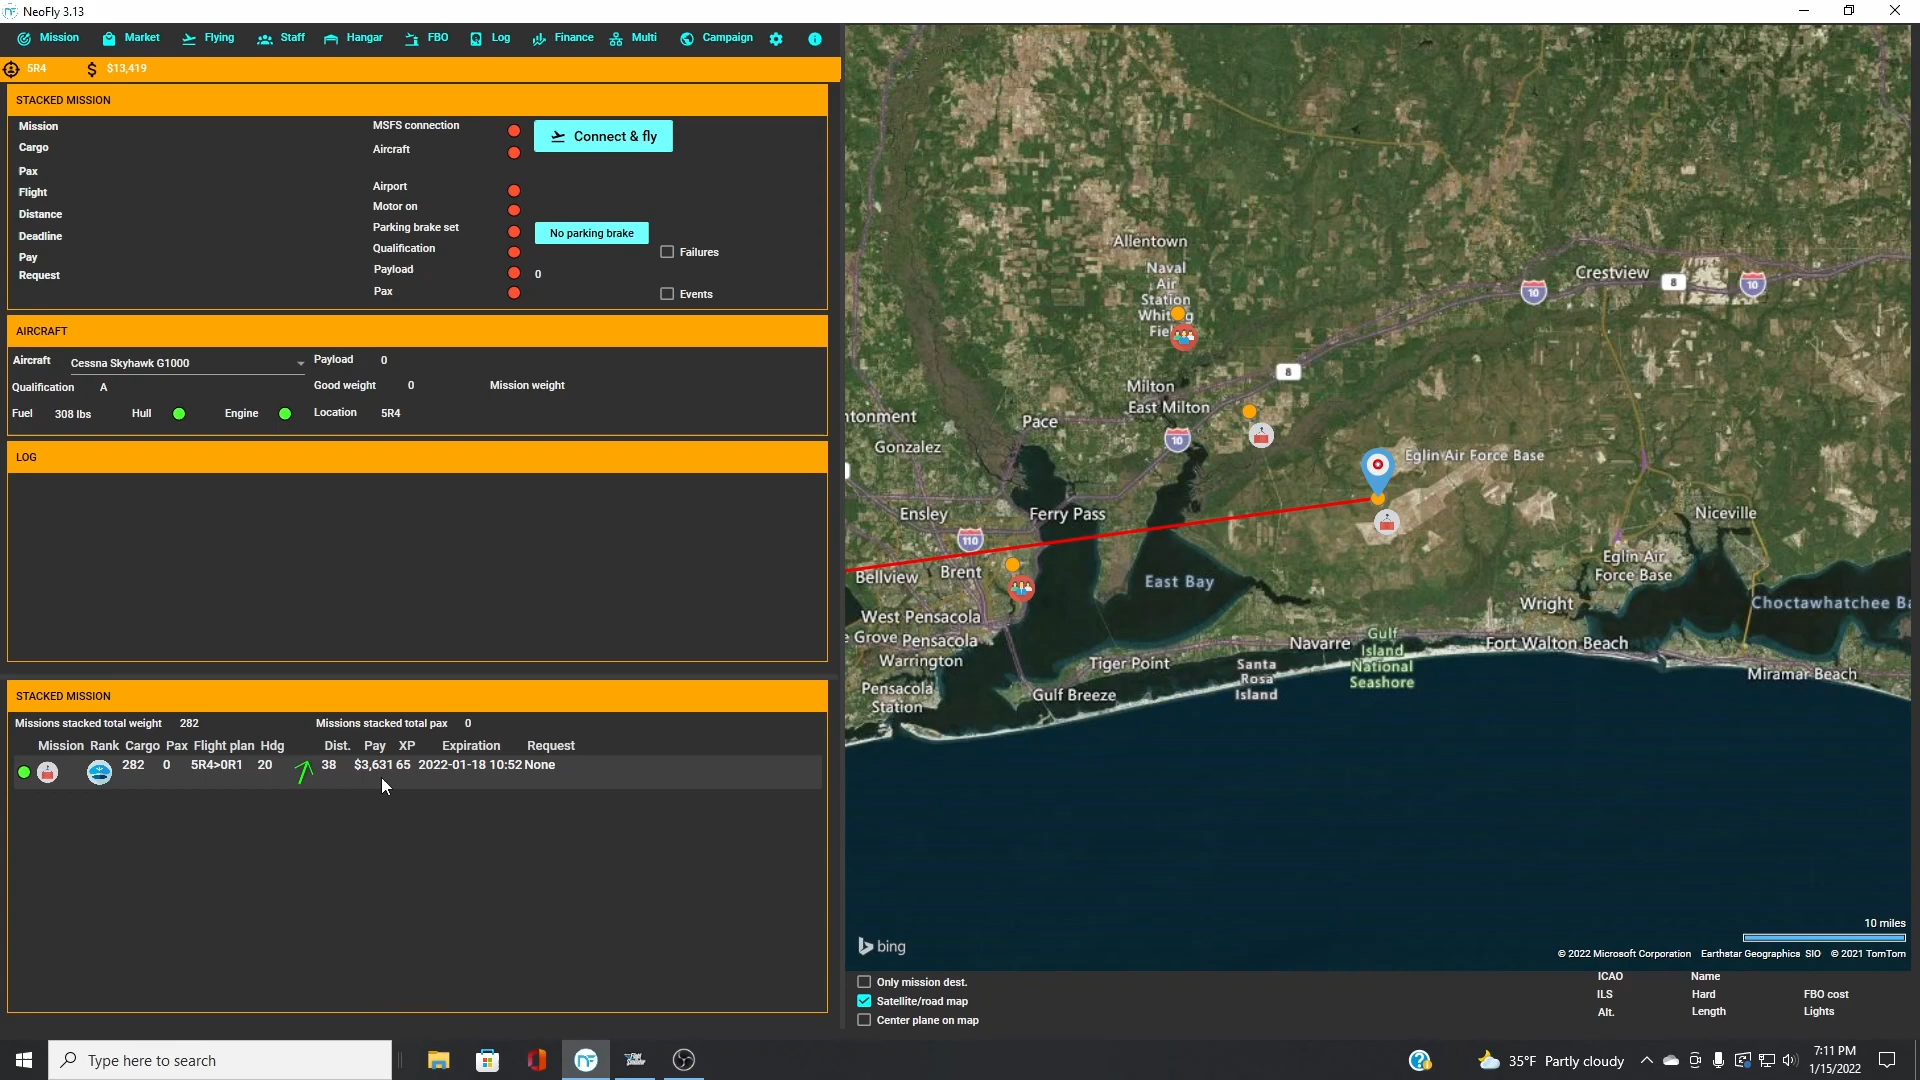 NeoFly 3.13
Mission Market Flying Staff Hangar FBO Log Finance Multi Campaign
5R4 $13,419
STACKED MISSION
Mission
Cargo
Pax
Flight
Distance
Deadline
Pay
Request
MSFS connection Connect & fly
Aircraft
Airport
Motor on
Parking brake set No parking brake
Qualification Failures
Payload 0
Pax Events
AIRCRAFT
Aircraft Cessna Skyhawk G1000 Payload 0
Qualification A Good weight 0 Mission weight
Fuel 308 lbs Hull Engine Location 5R4
LOG
STACKED MISSION
Missions stacked total weight 282 Missions stacked total pax 0
Mission Rank Cargo Pax Flight plan Hdg Dist. Pay XP Expiration Request
282 0 5R4>0R1 20 38 $3,631 65 2022-01-18 10:52 None
Allentown
Naval
Air
Station
Whiting
Crestview
8
10
10
8
Milton
East Milton
ntonment
Pace
Gonzalez
10
Eglin Air Force Base
Ensley
Ferry Pass
Niceville
110
Bellview
Brent
East Bay
Eglin Air
Force Base
Wright
Choctawhatchee Ba
West Pensacola
e Grove
Pensacola
Warrington
Navarre
Gulf
Island
National
Seashore
Fort Walton Beach
Tiger Point
Santa
Rosa
Island
Miramar Beach
Pensacola
Station
Gulf Breeze
10 miles
bing
© 2022 Microsoft Corporation Earthstar Geographics SIO © 2021 TomTom
Only mission dest.
Satellite/road map
Center plane on map
ICAO Name
ILS Hard FBO cost
Alt. Length Lights
Type here to search
35°F Partly cloudy
7:11 PM
1/15/2022